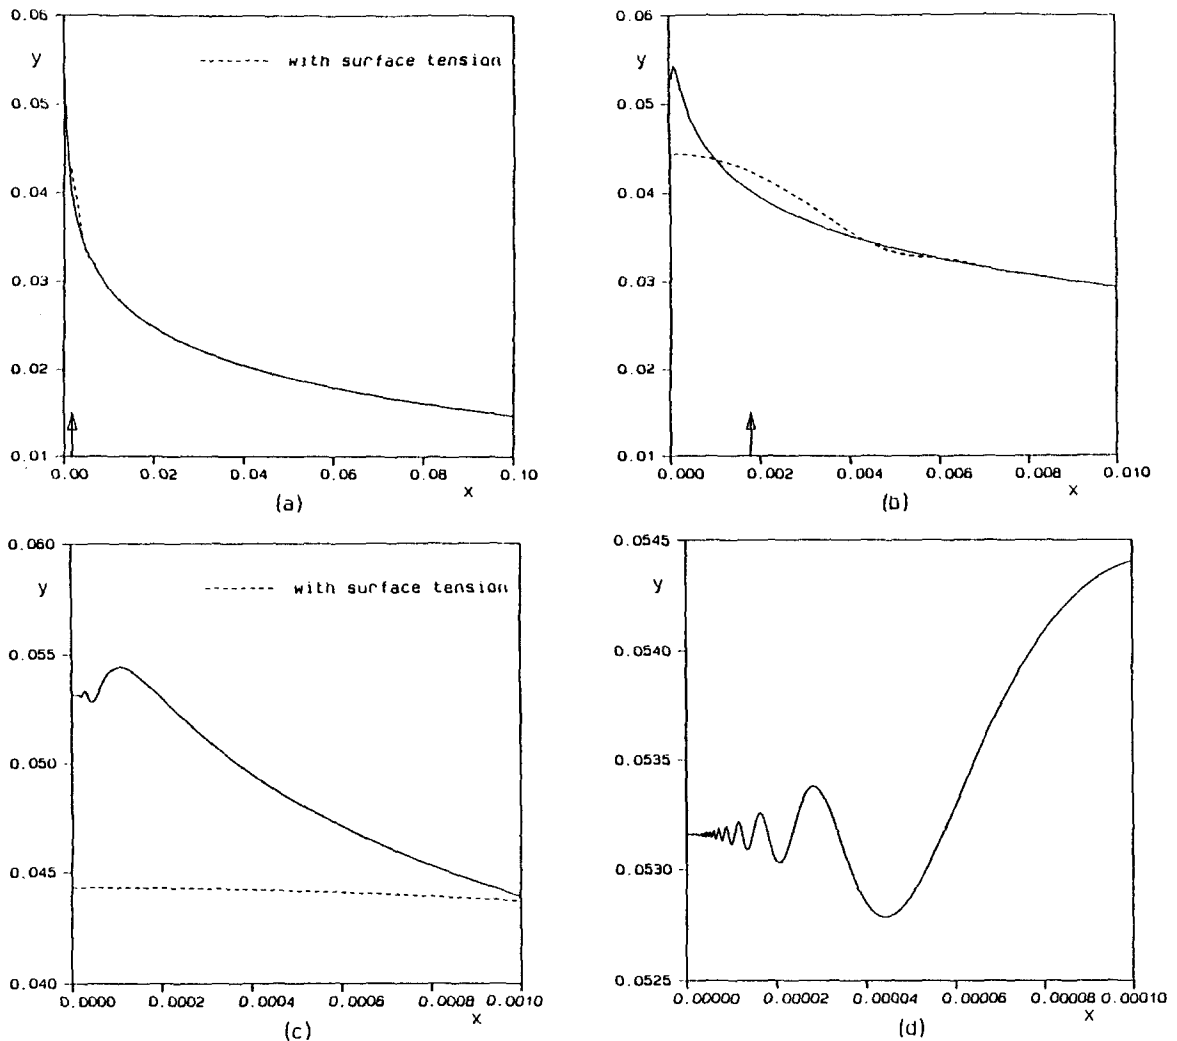 0.06
y
with surface tension
0.05
0.04
0.03
0.02
0.01
0.00 0.02 0.04 0.06 0.08 0.10
x
(a)
0.06
y
0.05
0.04
0.03
0.02
0.01
0.000 0.002 0.004 0.006 0.008 0.010
x
(b)
0.060
y
with surface tension
0.055
0.050
0.045
0.040
0.00000 0.0002 0.0004 0.0006 0.0008 0.0010
x
(c)
0.0545
y
0.0540
0.0535
0.0530
0.0525
0.00000 0.00002 0.00004 0.00006 0.00008 0.00010
x
(d)